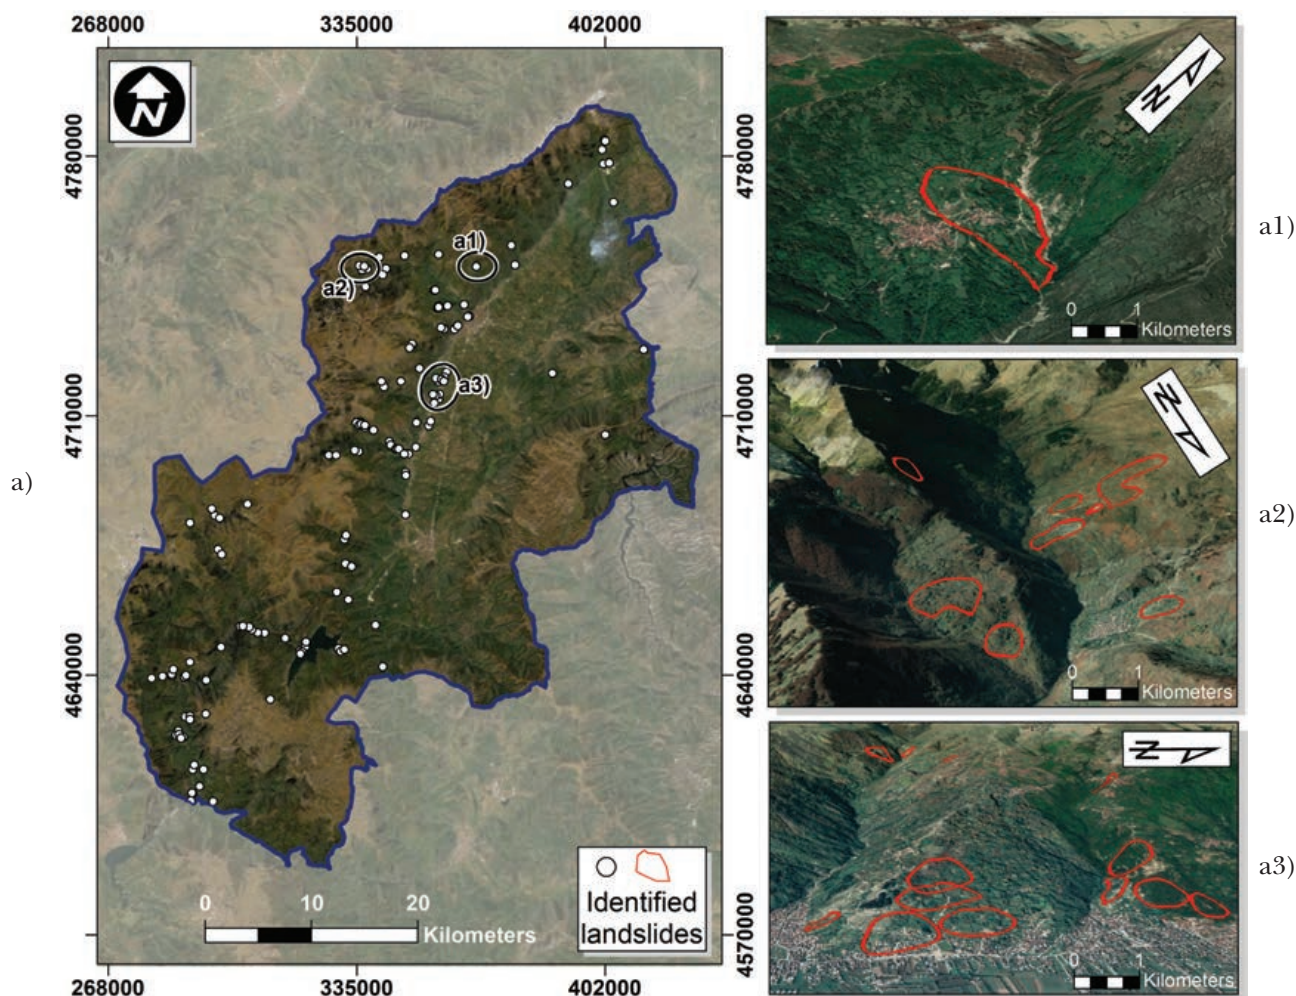 268000 335000 402000
N
4780000 4780000
a1)
a2)
a3)
4710000 4710000
a)
4640000 4640000
4570000
0 10 20
Kilometers
Identified
landslides
268000 335000 402000
N
a1)
0 1
Kilometers
N
a2)
0 1
Kilometers
N
a3)
0 1
Kilometers